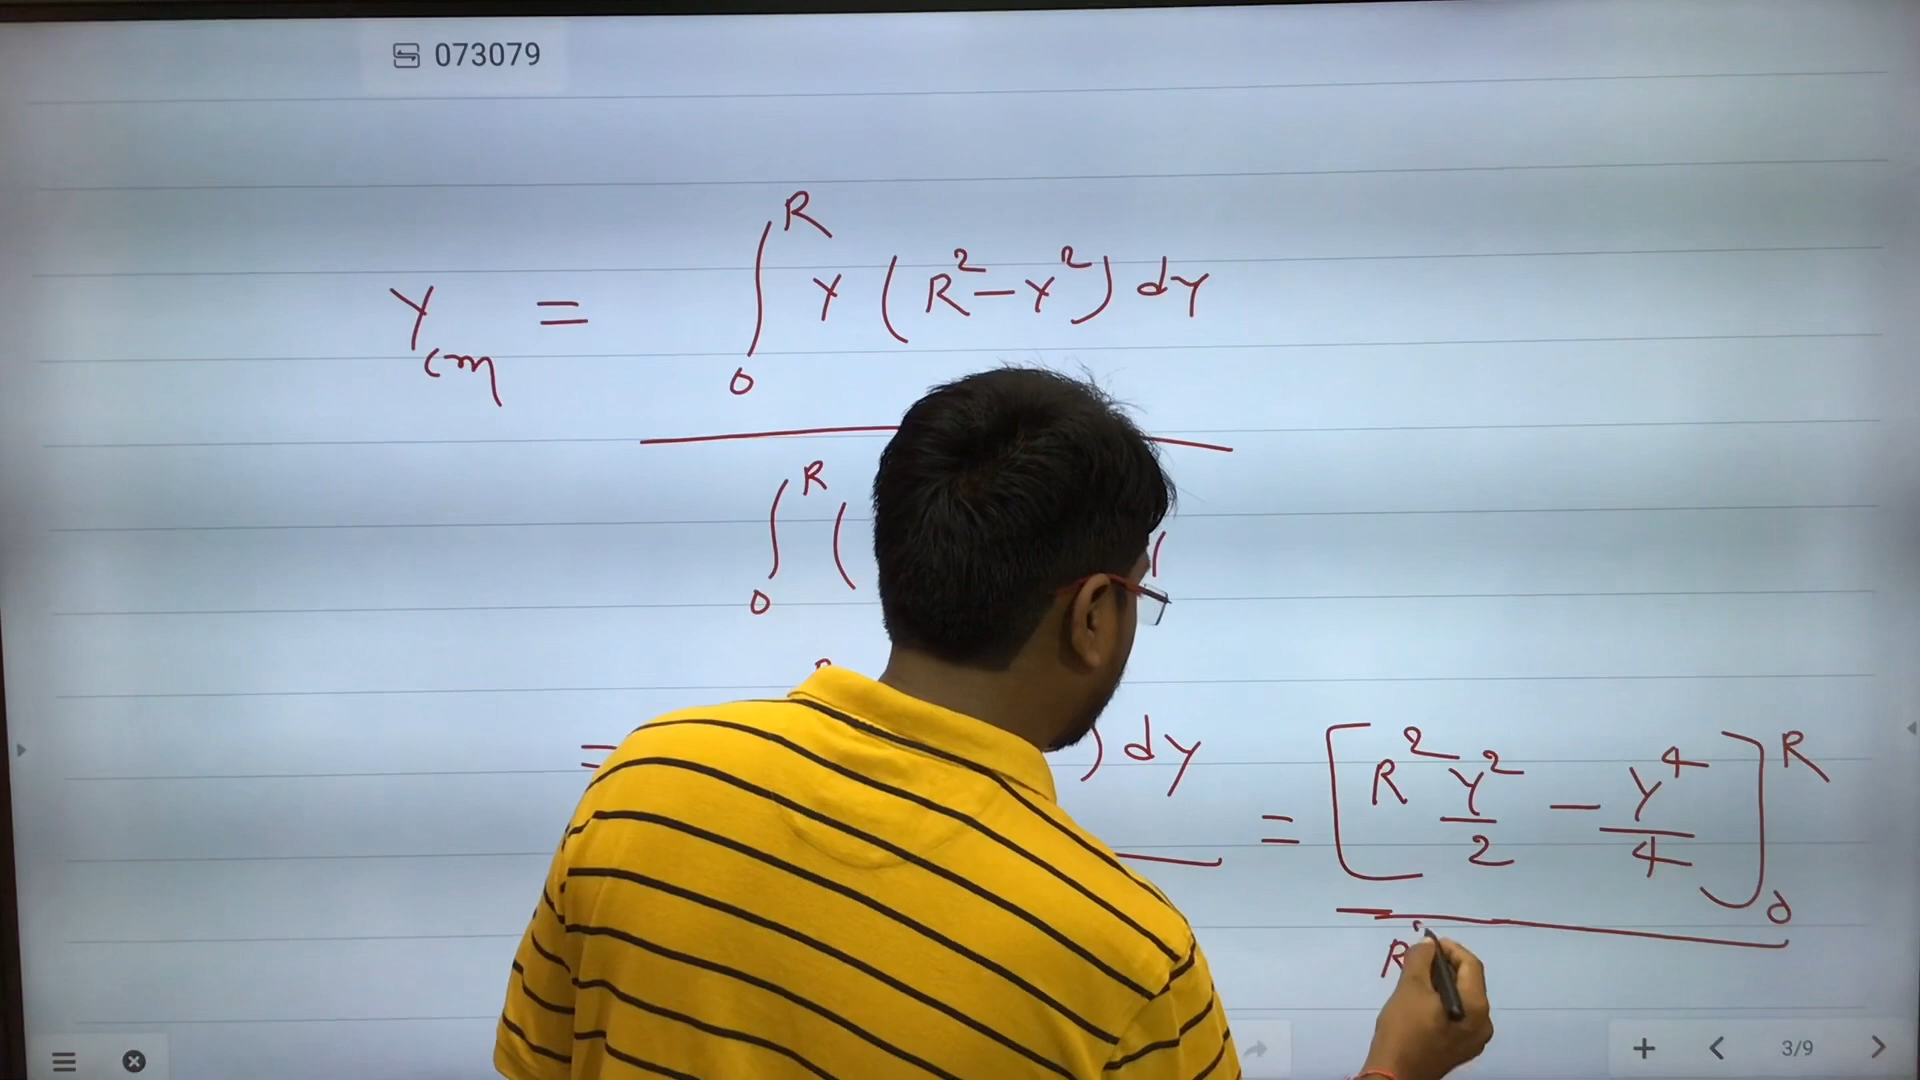 073079
R
Y_cm = ∫ y (R² - y²) dy
0
R
∫ (
0
= ) dy = [R² y²/2 - y⁴/4] R
0
R
3/9